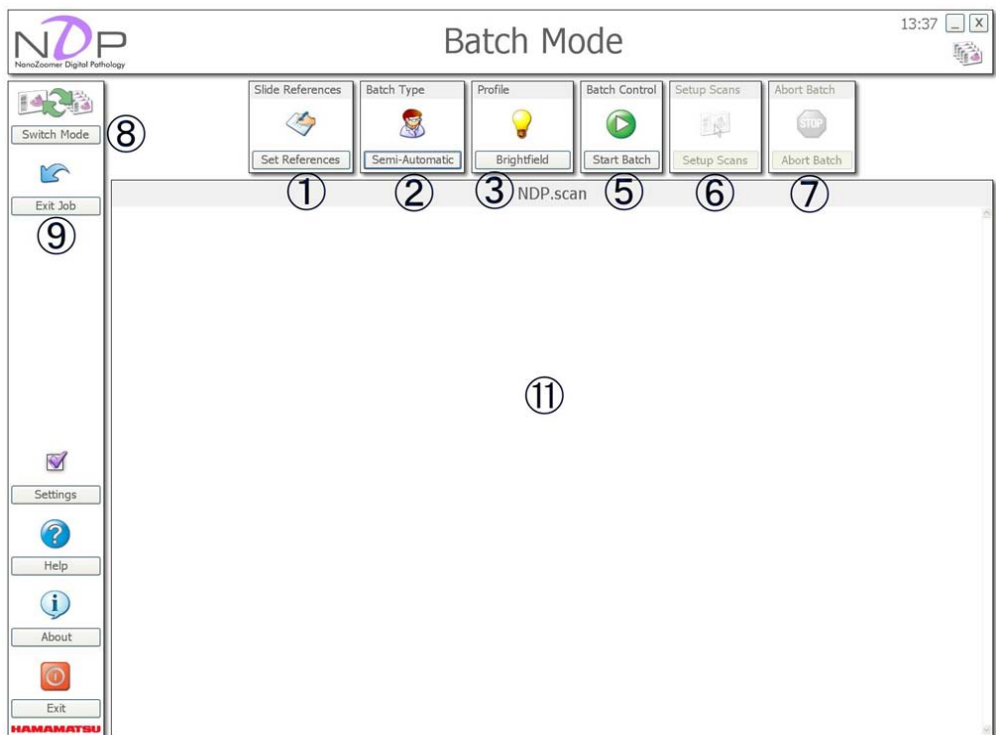 NDP
NanoZoomer Digital Pathology
Batch Mode
13:37
Switch Mode
⑧
Exit Job
⑨
Slide References
Set References
①
Batch Type
Semi-Automatic
②
Profile
Brightfield
③
Batch Control
Start Batch
⑤
Setup Scans
Setup Scans
⑥
Abort Batch
STOP
Abort Batch
⑦
NDP.scan
⑪
Settings
Help
About
Exit
HAMAMATSU